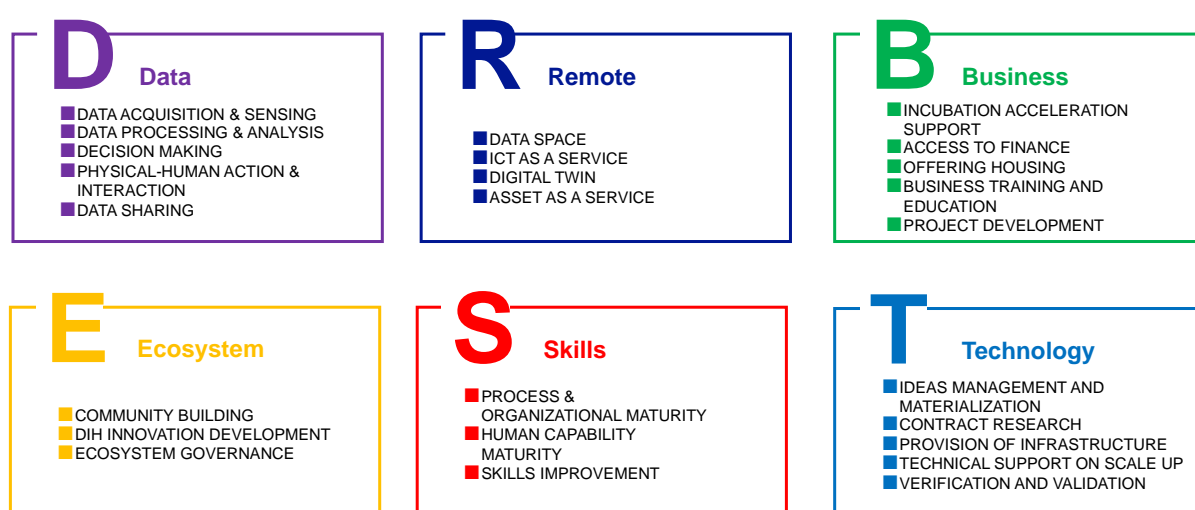 D
Data
DATA ACQUISITION & SENSING
DATA PROCESSING & ANALYSIS
DECISION MAKING
PHYSICAL-HUMAN ACTION &
INTERACTION
DATA SHARING
R
Remote
DATA SPACE
ICT AS A SERVICE
DIGITAL TWIN
ASSET AS A SERVICE
B
Business
INCUBATION ACCELERATION
SUPPORT
ACCESS TO FINANCE
OFFERING HOUSING
BUSINESS TRAINING AND
EDUCATION
PROJECT DEVELOPMENT
E
Ecosystem
COMMUNITY BUILDING
DIH INNOVATION DEVELOPMENT
ECOSYSTEM GOVERNANCE
S
Skills
PROCESS &
ORGANIZATIONAL MATURITY
HUMAN CAPABILITY
MATURITY
SKILLS IMPROVEMENT
T
Technology
IDEAS MANAGEMENT AND
MATERIALIZATION
CONTRACT RESEARCH
PROVISION OF INFRASTRUCTURE
TECHNICAL SUPPORT ON SCALE UP
VERIFICATION AND VALIDATION